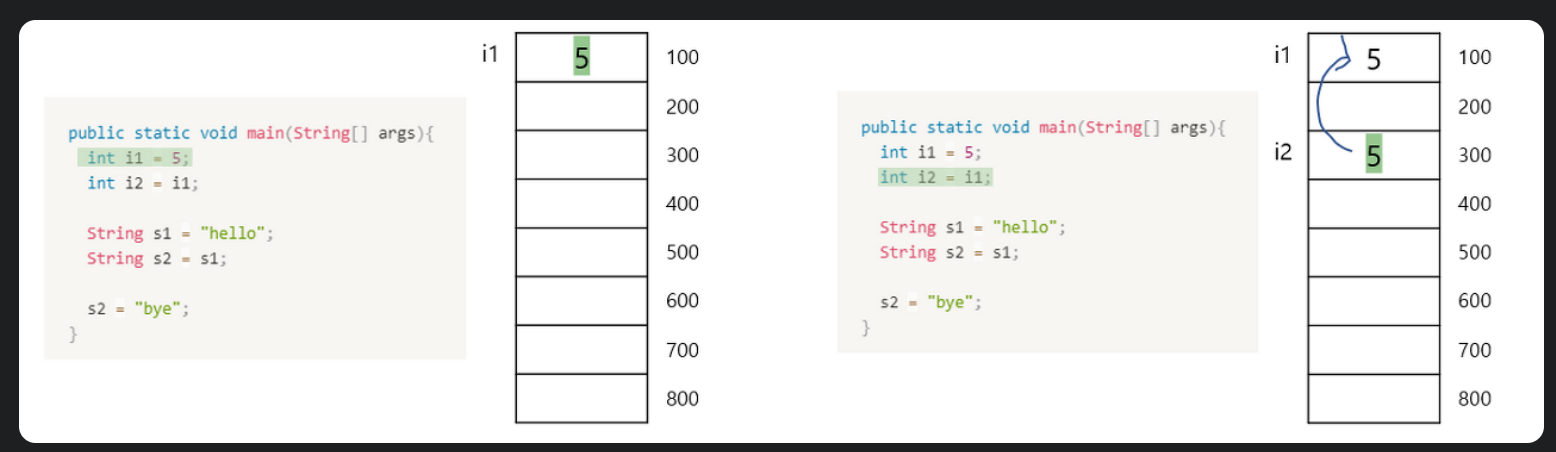 i1 5 100
200
300
400
500
600
700
800
public static void main(String[] args){
int i1 = 5;
int i2 = i1;
String s1 = "hello";
String s2 = s1;
s2 = "bye";
}
i1 5 100
200
i2 5 300
400
500
600
700
800
public static void main(String[] args){
int i1 = 5;
int i2 = i1;
String s1 = "hello";
String s2 = s1;
s2 = "bye";
}